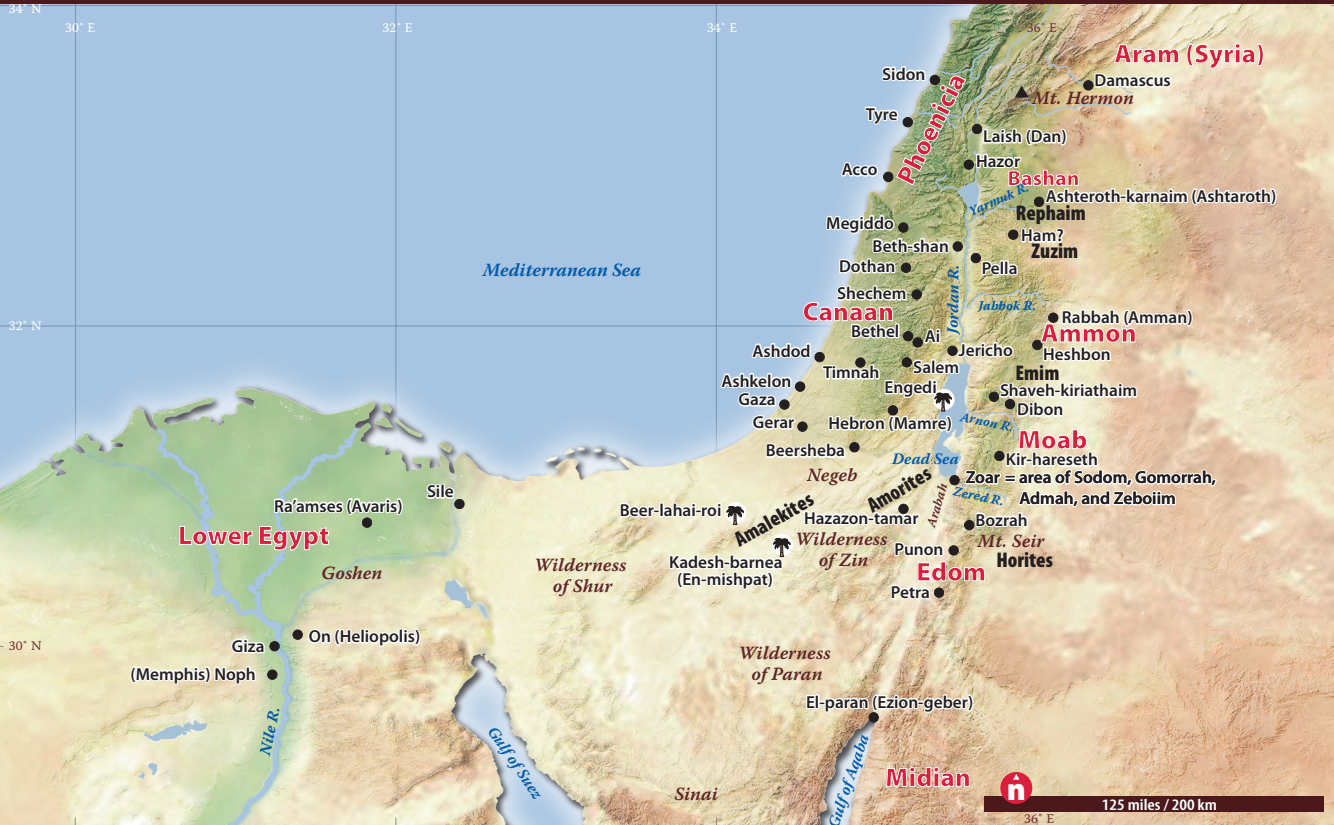 34° N
30° E
32° E
34° E
36° E
Aram (Syria)
Sidon
Damascus
Mt. Hermon
Phoenicia
Tyre
Laish (Dan)
Hazor
Acco
Bashan
Yarmuk R.
Ashteroth-karnaim (Ashtaroth)
Rephaim
Megiddo
Ham?
Beth-shan
Zuzim
Mediterranean Sea
Dothan
Pella
Shechem
Jordan R.
Jabbok R.
Canaan
Rabbah (Amman)
32° N
Bethel
Ai
Ammon
Ashdod
Jericho
Heshbon
Timnah
Salem
Emim
Ashkelon
Engedi
Shaveh-kiriathaim
Gaza
Dibon
Gerar
Hebron (Mamre)
Arnon R.
Moab
Beersheba
Dead Sea
Kir-hareseth
Negeb
Zoar = area of Sodom, Gomorrah,
Admah, and Zeboiim
Sile
Amorites
Arabah
Zered R.
Ra’amses (Avaris)
Beer-lahai-roi
Amalekites
Hazazon-tamar
Bozrah
Lower Egypt
Wilderness
of Zin
Mt. Seir
Punon
Horites
Kadesh-barnea
(En-mishpat)
Goshen
Wilderness
of Shur
Edom
Petra
On (Heliopolis)
30° N
Giza
Wilderness
of Paran
(Memphis) Noph
El-paran (Ezion-geber)
Nile R.
Gulf of Suez
Gulf of Aqaba
Midian
Sinai
n
125 miles / 200 km
36° E